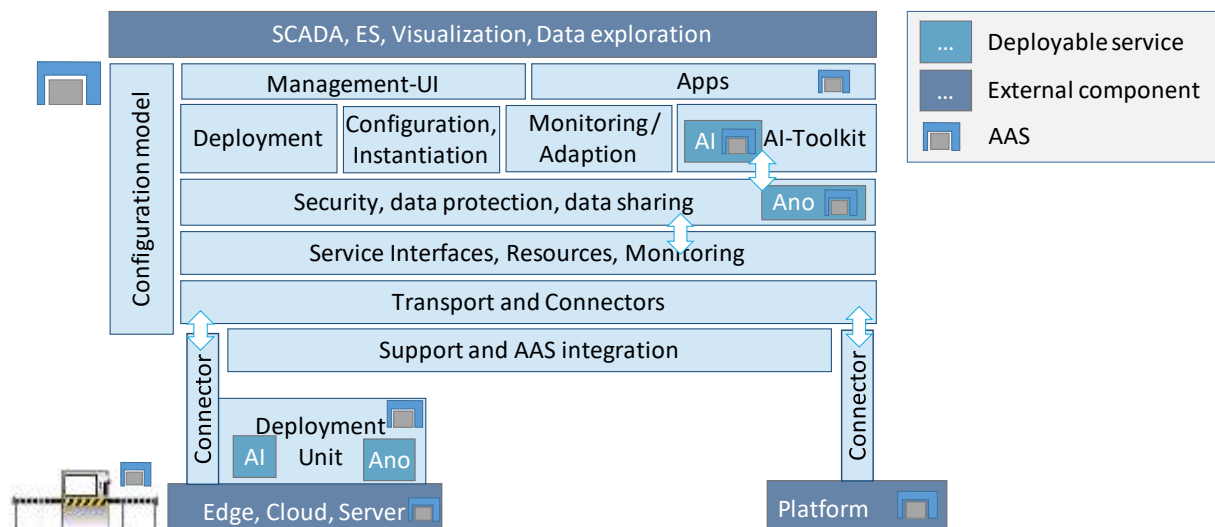 SCADA, ES, Visualization, Data exploration
... Deployable service
... External component
AAS
Configuration model
Management-UI
Apps
Deployment
Configuration,
Instantiation
Monitoring/
Adaption
AI
AI-Toolkit
Security, data protection, data sharing
Ano
Service Interfaces, Resources, Monitoring
Transport and Connectors
Support and AAS integration
Connector
Connector
Deployment
Unit
AI
Ano
Edge, Cloud, Server
Platform